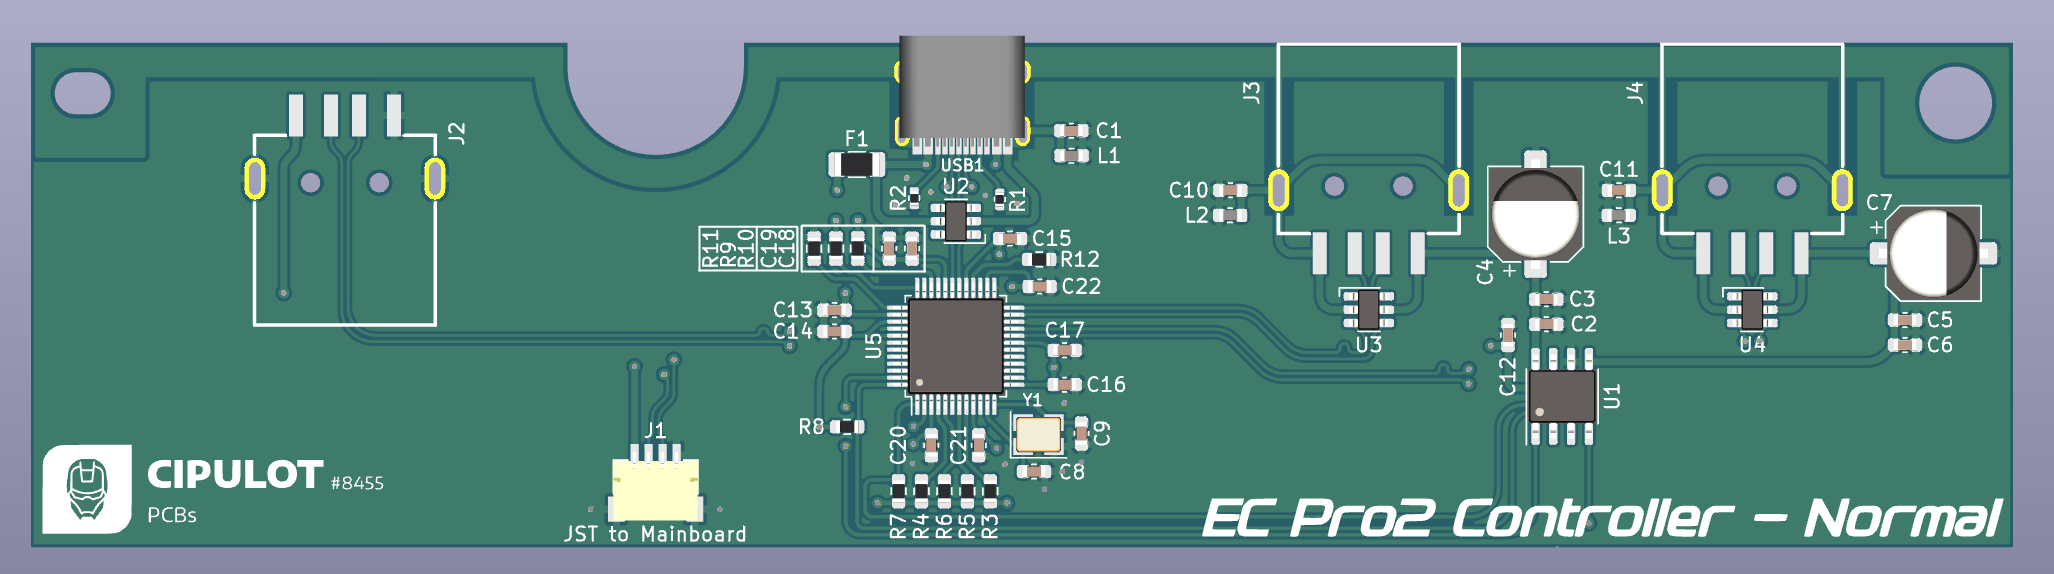 J2
F1
USB1
U2
R2
R1
C1
L1
J3
J4
C10
L2
C11
L3
C7
+
C4
+
R11
R9
R10
C19
C18
C15
R12
C22
C13
C14
U5
C17
C16
C3
C2
C12
U3
U4
C5
C6
U1
R8
J1
JST to Mainboard
Y1
C9
C8
C20
C21
R7
R4
R6
R5
R3
CIPULOT #8455
PCBs
EC Pro2 Controller - Normal